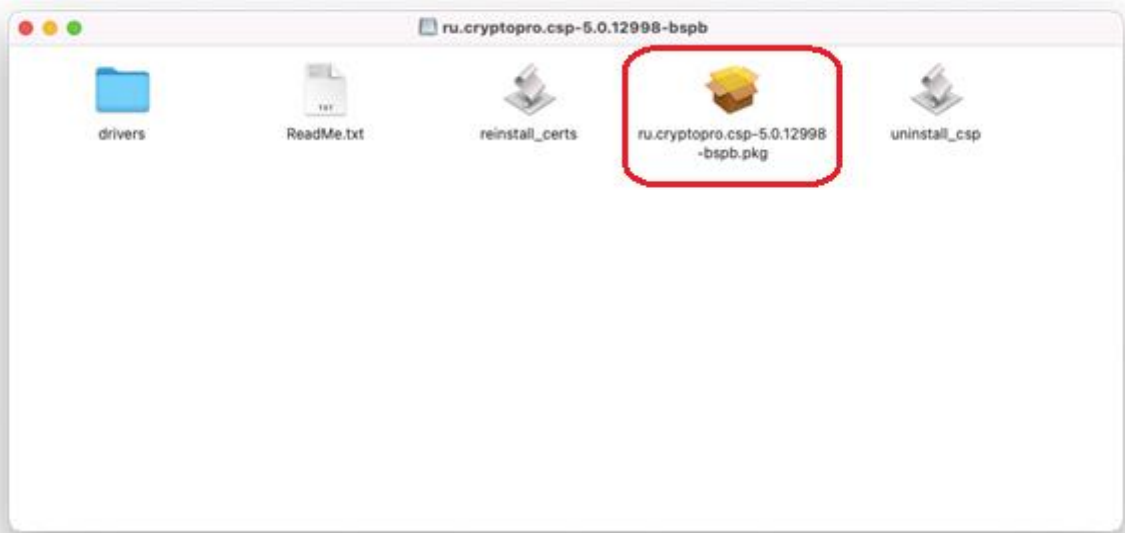 ru.cryptopro.csp-5.0.12998-bspb
TXT
drivers
ReadMe.txt
reinstall_certs
ru.cryptopro.csp-5.0.12998
-bspb.pkg
uninstall_csp